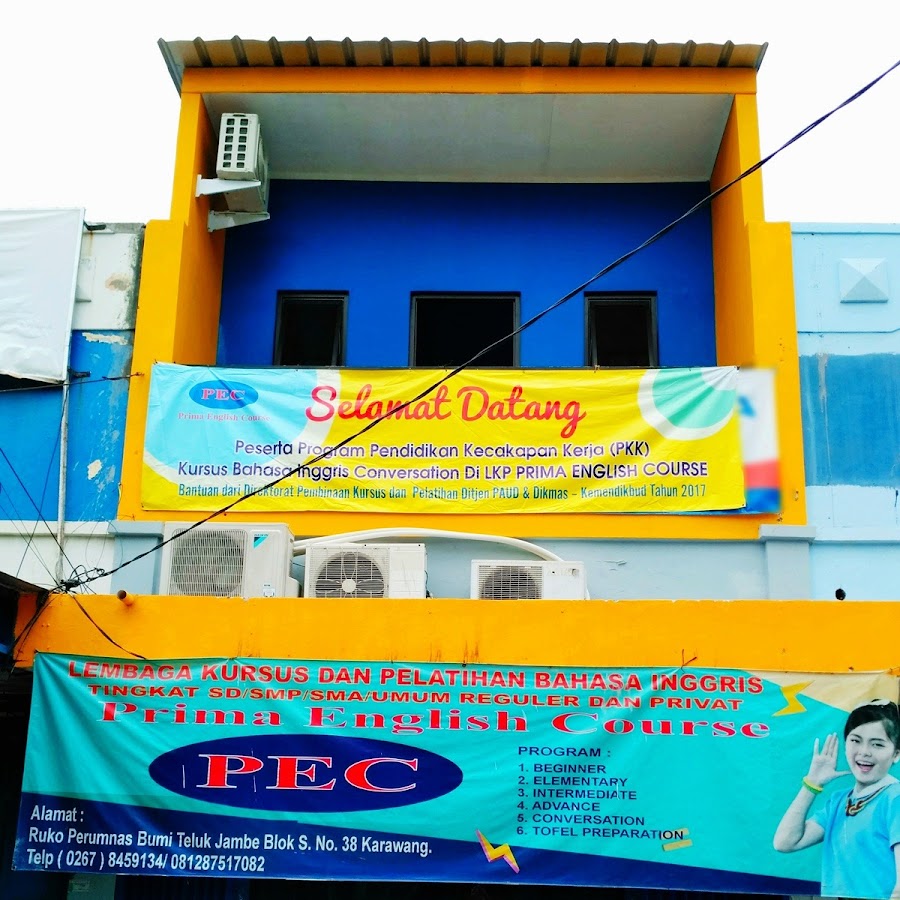 PEC
Prima English Course
Selamat Datang
Peserta Program Pendidikan Kecakapan Kerja (PKK)
Kursus Bahasa Inggris Conversation Di LKP PRIMA ENGLISH COURSE
Bantuan dari Direktorat Pembinaan Kursus dan Pelatihan Ditjen PAUD & Dikmas - Kemendikbud Tahun 2017
LEMBAGA KURSUS DAN PELATIHAN BAHASA INGGRIS
TINGKAT SD/SMP/SMA/UMUM REGULER DAN PRIVAT
Prima English Course
PEC
PROGRAM :
1. BEGINNER
2. ELEMENTARY
3. INTERMEDIATE
4. ADVANCE
5. CONVERSATION
6. TOFEL PREPARATION
Alamat :
Ruko Perumnas Bumi Teluk Jambe Blok S. No. 38 Karawang.
Telp ( 0267 ) 8459134/ 081287517082